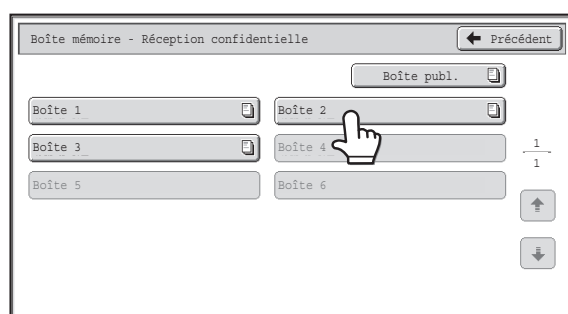 Boîte mémoire - Réception confidentielle
Précédent
Boîte publ.
Boîte 1
Boîte 2
Boîte 3
Boîte 4
1
1
Boîte 5
Boîte 6